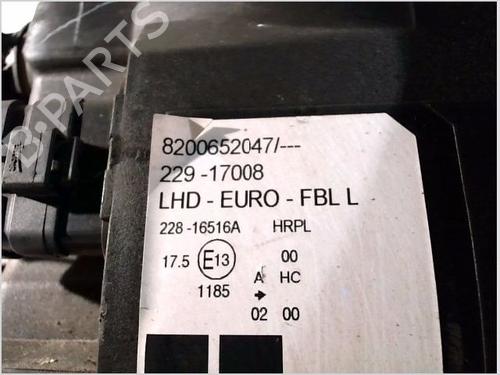 B-PARTS
8200652047/---
229 -17008
LHD - EURO - FBL L
228 -16516A HRPL
17.5 E13 00
A HC
1185 →
02 00